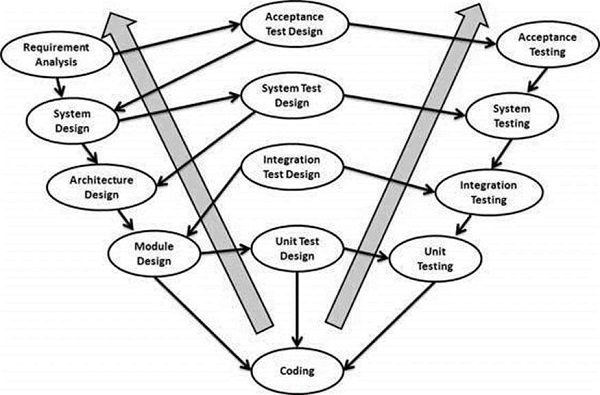 Requirement
Analysis
Acceptance
Test Design
Acceptance
Testing
System
Design
System Test
Design
System
Testing
Architecture
Design
Integration
Test Design
Integration
Testing
Module
Design
Unit Test
Design
Unit
Testing
Coding